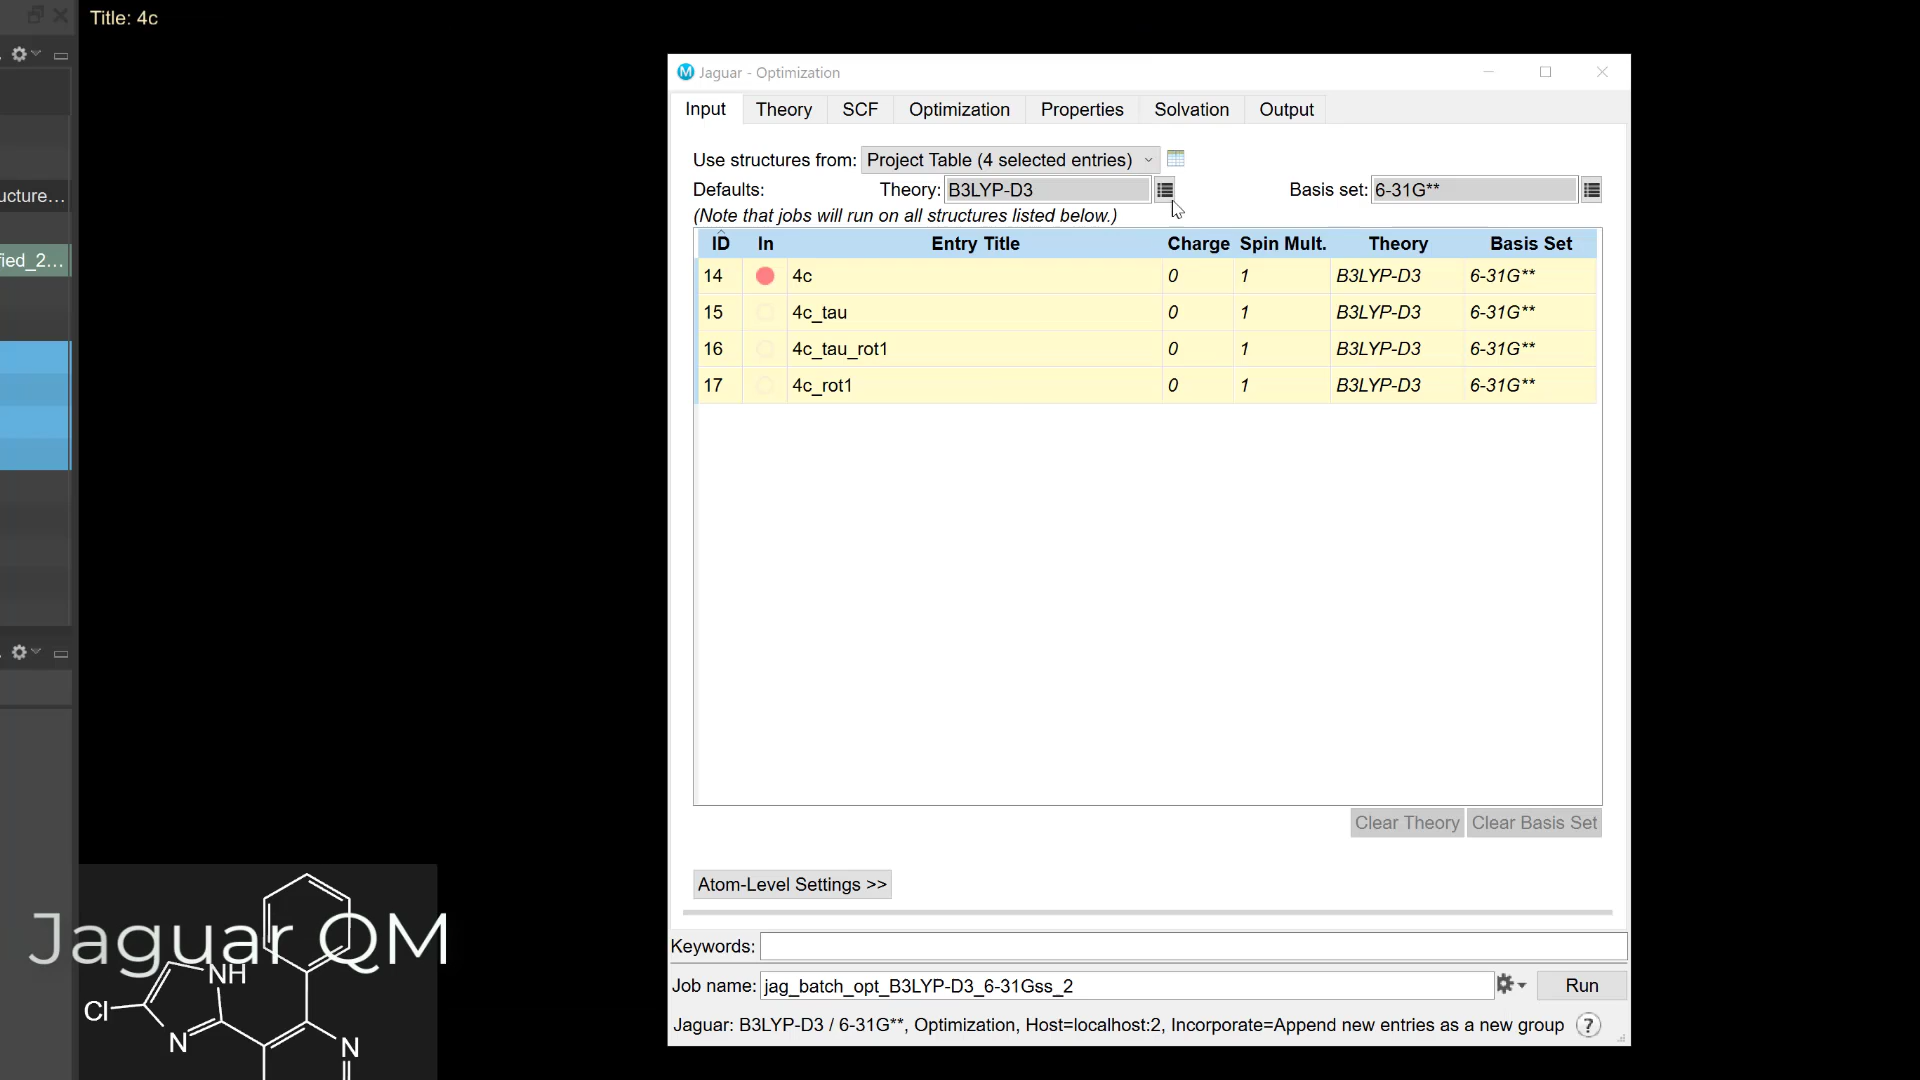 Title: 4c
ucture...
ied_2...
Jaguar - Optimization
Input Theory SCF Optimization Properties Solvation Output
Use structures from: Project Table (4 selected entries)
Defaults: Theory: B3LYP-D3 Basis set: 6-31G**
(Note that jobs will run on all structures listed below.)
ID In Entry Title Charge Spin Mult. Theory Basis Set
14 4c 0 1 B3LYP-D3 6-31G**
15 4c_tau 0 1 B3LYP-D3 6-31G**
16 4c_tau_rot1 0 1 B3LYP-D3 6-31G**
17 4c_rot1 0 1 B3LYP-D3 6-31G**
Clear Theory Clear Basis Set
Atom-Level Settings >>
Keywords:
Job name: jag_batch_opt_B3LYP-D3_6-31Gss_2 Run
Jaguar: B3LYP-D3 / 6-31G**, Optimization, Host=localhost:2, Incorporate=Append new entries as a new group ?
Jaguar QM
NH
Cl
N
N